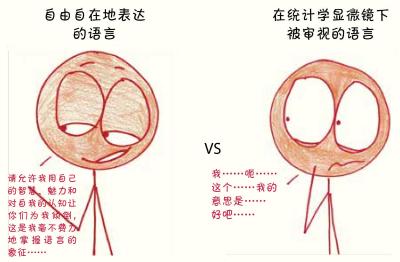 自由自在地表达
的语言
在统计学显微镜下
被审视的语言
VS
请允许我用自己
的智慧、魅力和
对自我的认知让
你们为我倾倒，
这是我毫不费力
地掌握语言的
象征……
我……呃……
这个……我的
意思是……
好吧……